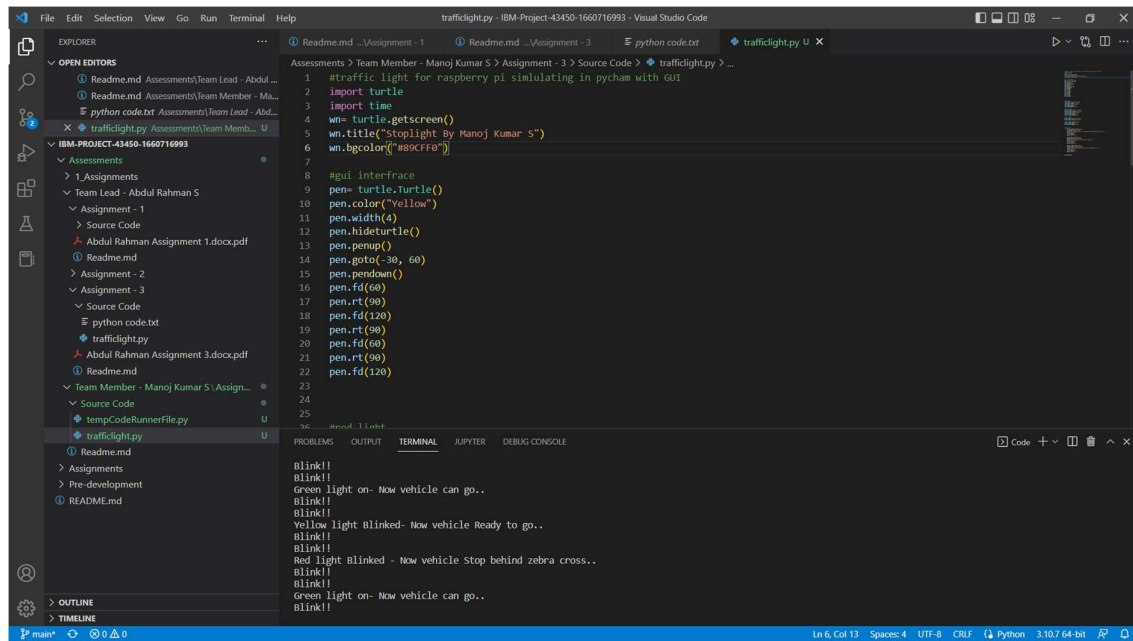 File Edit Selection View Go Run Terminal Help trafficlight.py - IBM-Project-43450-1660716993 - Visual Studio Code
EXPLORER
OPEN EDITORS
Readme.md Assessments\Team Lead - Abdul ...
Readme.md Assessments\Team Member - Ma...
python code.txt Assessments\Team Lead - Abd...
trafficlight.py Assessments\Team Memb... U
IBM-PROJECT-43450-1660716993
Assessments
1_Assignments
Team Lead - Abdul Rahman S
Assignment - 1
Source Code
Abdul Rahman Assignment 1.docx.pdf
Readme.md
Assignment - 2
Assignment - 3
Source Code
python code.txt
trafficlight.py
Abdul Rahman Assignment 3.docx.pdf
Readme.md
Team Member - Manoj Kumar S \ Assign...
Source Code
tempCodeRunnerFile.py U
trafficlight.py U
Readme.md
Assignments
Pre-development
README.md
OUTLINE
TIMELINE
Readme.md ...\Assignment - 1 Readme.md ...\Assignment - 3 python code.txt trafficlight.py U
Assessments > Team Member - Manoj Kumar S > Assignment - 3 > Source Code > trafficlight.py > ...
1 #traffic light for raspberry pi simlulating in pycham with GUI
2 import turtle
3 import time
4 wn= turtle.getscreen()
5 wn.title("Stoplight By Manoj Kumar S")
6 wn.bgcolor("#89CFF0")
7
8 #gui interfrace
9 pen= turtle.Turtle()
10 pen.color("Yellow")
11 pen.width(4)
12 pen.hideturtle()
13 pen.penup()
14 pen.goto(-30, 60)
15 pen.pendown()
16 pen.fd(60)
17 pen.rt(90)
18 pen.fd(120)
19 pen.rt(90)
20 pen.fd(60)
21 pen.rt(90)
22 pen.fd(120)
23
24
25
26 #red light
PROBLEMS OUTPUT TERMINAL JUPYTER DEBUG CONSOLE Code
Blink!!
Blink!!
Green light on- Now vehicle can go..
Blink!!
Blink!!
Yellow light Blinked- Now vehicle Ready to go..
Blink!!
Blink!!
Red light Blinked - Now vehicle Stop behind zebra cross..
Blink!!
Blink!!
Green light on- Now vehicle can go..
Blink!!
main* 0 0 Ln 6, Col 13 Spaces: 4 UTF-8 CRLF Python 3.10.7 64-bit